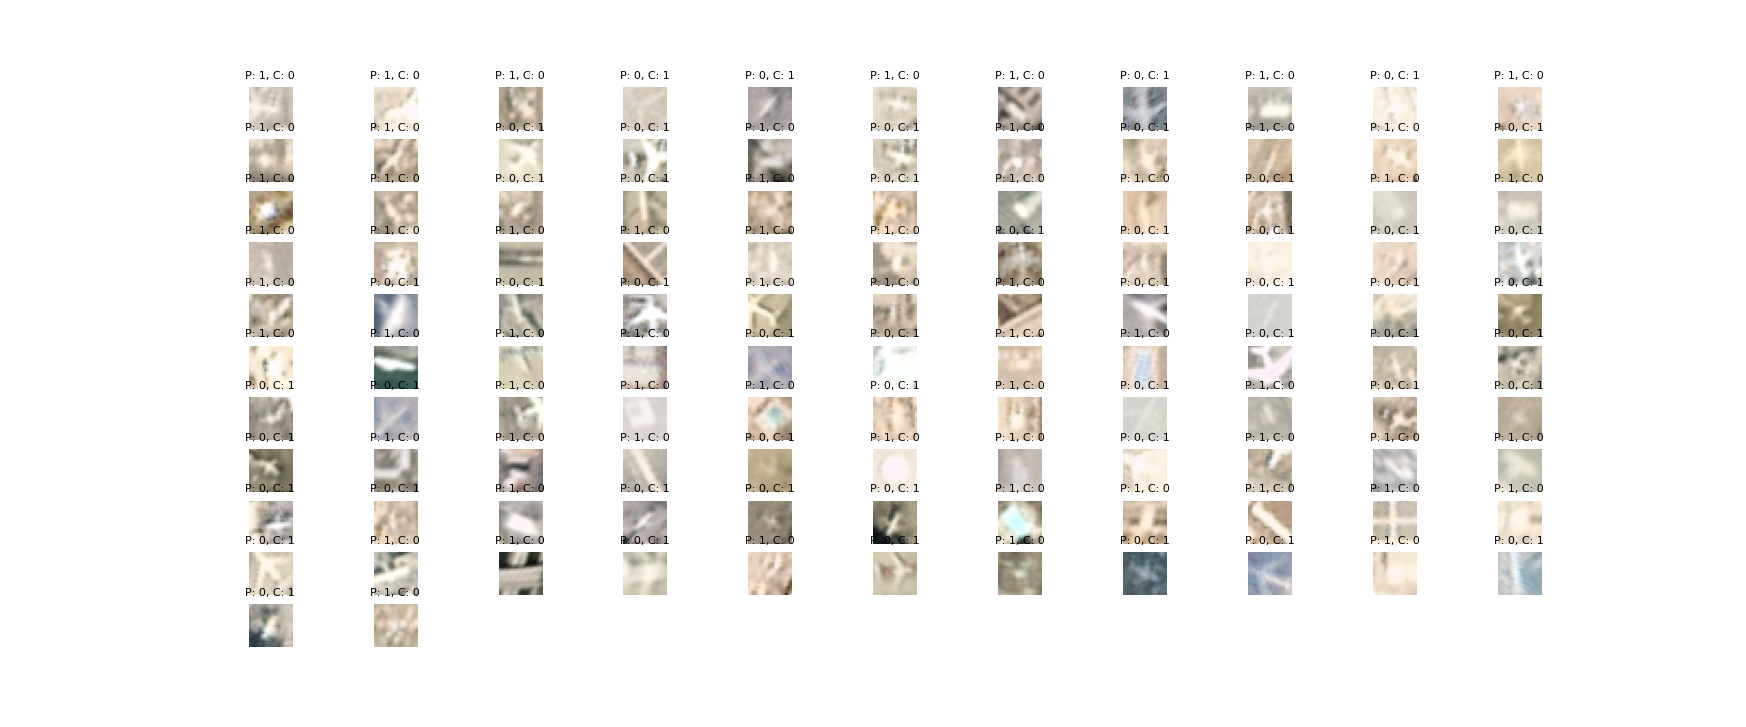 P: 1, C: 0 P: 1, C: 0 P: 1, C: 0 P: 0, C: 1 P: 0, C: 1 P: 1, C: 0 P: 1, C: 0 P: 0, C: 1 P: 1, C: 0 P: 0, C: 1 P: 1, C: 0
P: 1, C: 0 P: 1, C: 0 P: 0, C: 1 P: 0, C: 1 P: 1, C: 0 P: 0, C: 1 P: 1, C: 0 P: 0, C: 1 P: 1, C: 0 P: 1, C: 0 P: 0, C: 1
P: 1, C: 0 P: 1, C: 0 P: 0, C: 1 P: 0, C: 1 P: 1, C: 0 P: 0, C: 1 P: 1, C: 0 P: 1, C: 0 P: 0, C: 1 P: 1, C: 0 P: 1, C: 0
P: 1, C: 0 P: 1, C: 0 P: 1, C: 0 P: 0, C: 1 P: 1, C: 0 P: 1, C: 0 P: 0, C: 1 P: 0, C: 1 P: 0, C: 1 P: 0, C: 1 P: 0, C: 1
P: 1, C: 0 P: 0, C: 1 P: 0, C: 1 P: 0, C: 1 P: 1, C: 0 P: 1, C: 0 P: 1, C: 0 P: 1, C: 0 P: 0, C: 1 P: 0, C: 1 P: 0, C: 1
P: 1, C: 0 P: 1, C: 0 P: 1, C: 0 P: 1, C: 0 P: 0, C: 1 P: 0, C: 1 P: 1, C: 0 P: 1, C: 0 P: 0, C: 1 P: 0, C: 1 P: 0, C: 1
P: 0, C: 1 P: 0, C: 1 P: 1, C: 0 P: 1, C: 0 P: 1, C: 0 P: 0, C: 1 P: 1, C: 0 P: 0, C: 1 P: 1, C: 0 P: 0, C: 1 P: 0, C: 1
P: 0, C: 1 P: 1, C: 0 P: 1, C: 0 P: 1, C: 0 P: 0, C: 1 P: 1, C: 0 P: 1, C: 0 P: 0, C: 1 P: 1, C: 0 P: 1, C: 0 P: 1, C: 0
P: 0, C: 1 P: 0, C: 1 P: 1, C: 0 P: 0, C: 1 P: 0, C: 1 P: 0, C: 1 P: 1, C: 0 P: 1, C: 0 P: 1, C: 0 P: 1, C: 0 P: 1, C: 0
P: 0, C: 1 P: 1, C: 0 P: 1, C: 0 P: 0, C: 1 P: 1, C: 0 P: 0, C: 1 P: 1, C: 0 P: 0, C: 1 P: 0, C: 1 P: 1, C: 0 P: 0, C: 1
P: 0, C: 1 P: 1, C: 0